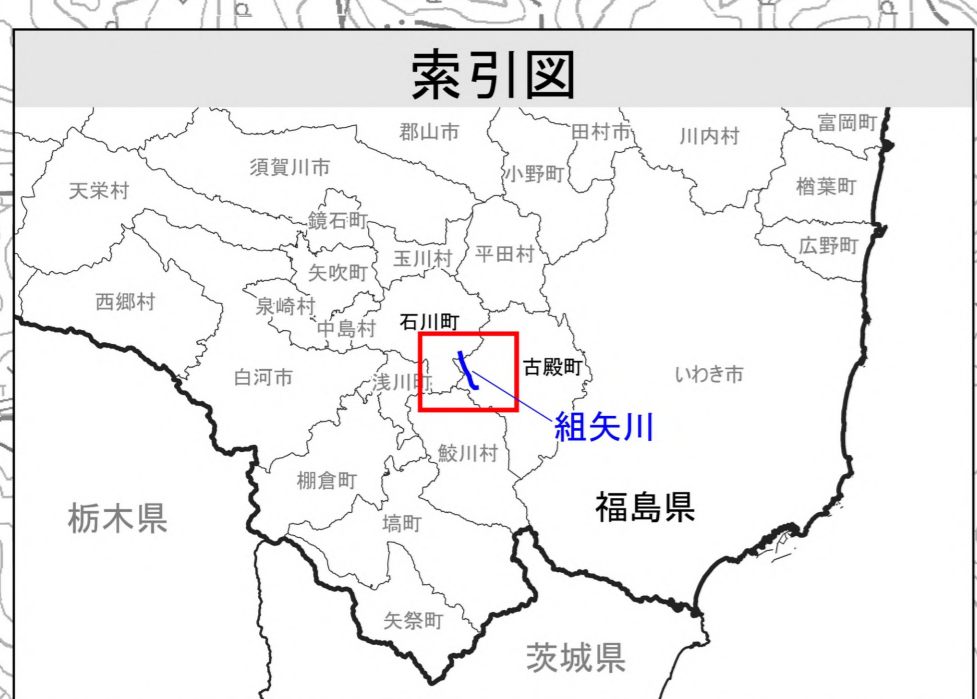 索引図
富岡町
郡山市
田村市
川内村
須賀川市
小野町
天栄村
楢葉町
鏡石町
広野町
玉川村
平田村
矢吹町
西郷村
泉崎村
中島村
石川町
古殿町
いわき市
白河市
浅川町
組矢川
鮫川村
棚倉町
福島県
栃木県
塙町
矢祭町
茨城県